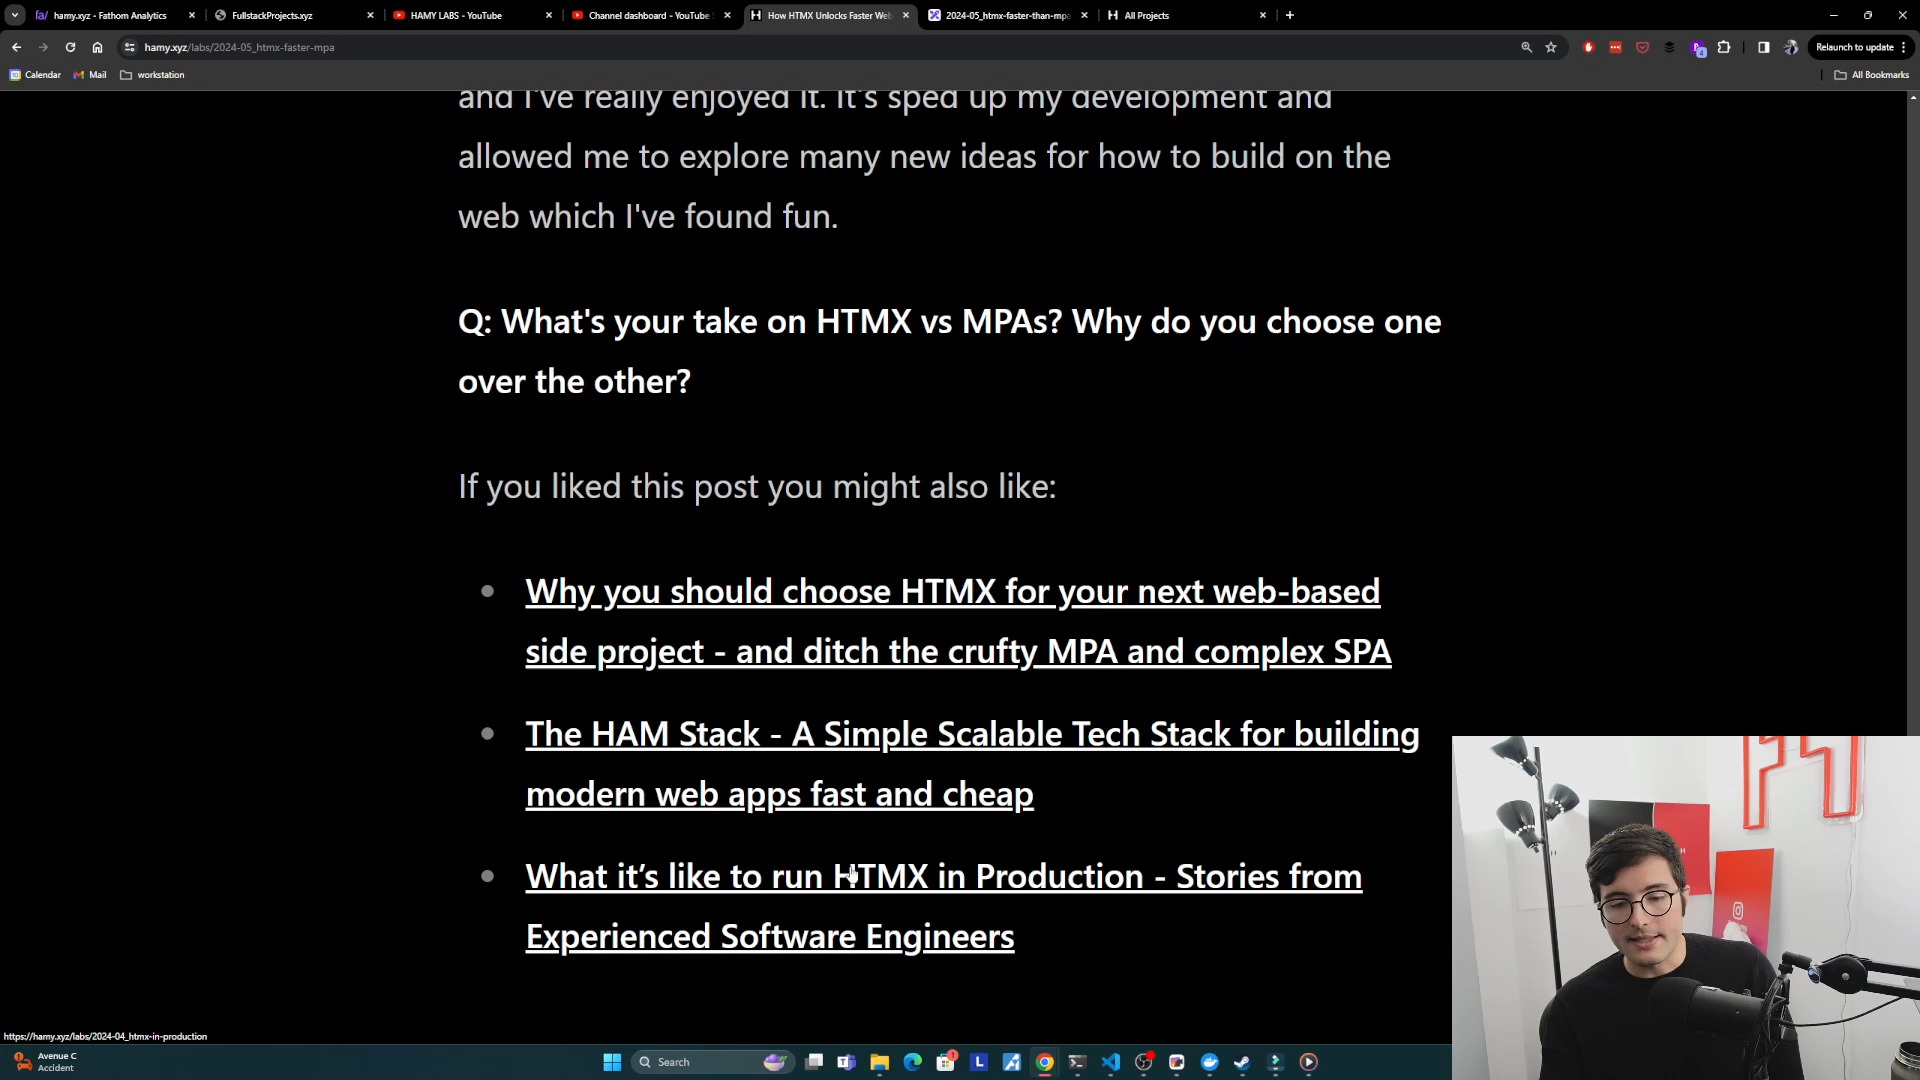 hamy.xyz - Fathom Analytics
FullstackProjects.xyz
HAMY LABS - YouTube
Channel dashboard - YouTube
How HTMX Unlocks Faster Web
2024-05_htmx-faster-than-mpa
All Projects
hamy.xyz/labs/2024-05_htmx-faster-mpa
Relaunch to update
Calendar
Mail
workstation
All Bookmarks
and I've really enjoyed it. It's sped up my development and
allowed me to explore many new ideas for how to build on the
web which I've found fun.
Q: What's your take on HTMX vs MPAs? Why do you choose one
over the other?
If you liked this post you might also like:
Why you should choose HTMX for your next web-based
side project - and ditch the crufty MPA and complex SPA
The HAM Stack - A Simple Scalable Tech Stack for building
modern web apps fast and cheap
What it’s like to run HTMX in Production - Stories from
Experienced Software Engineers
https://hamy.xyz/labs/2024-04_htmx-in-production
Avenue C
Accident
Search